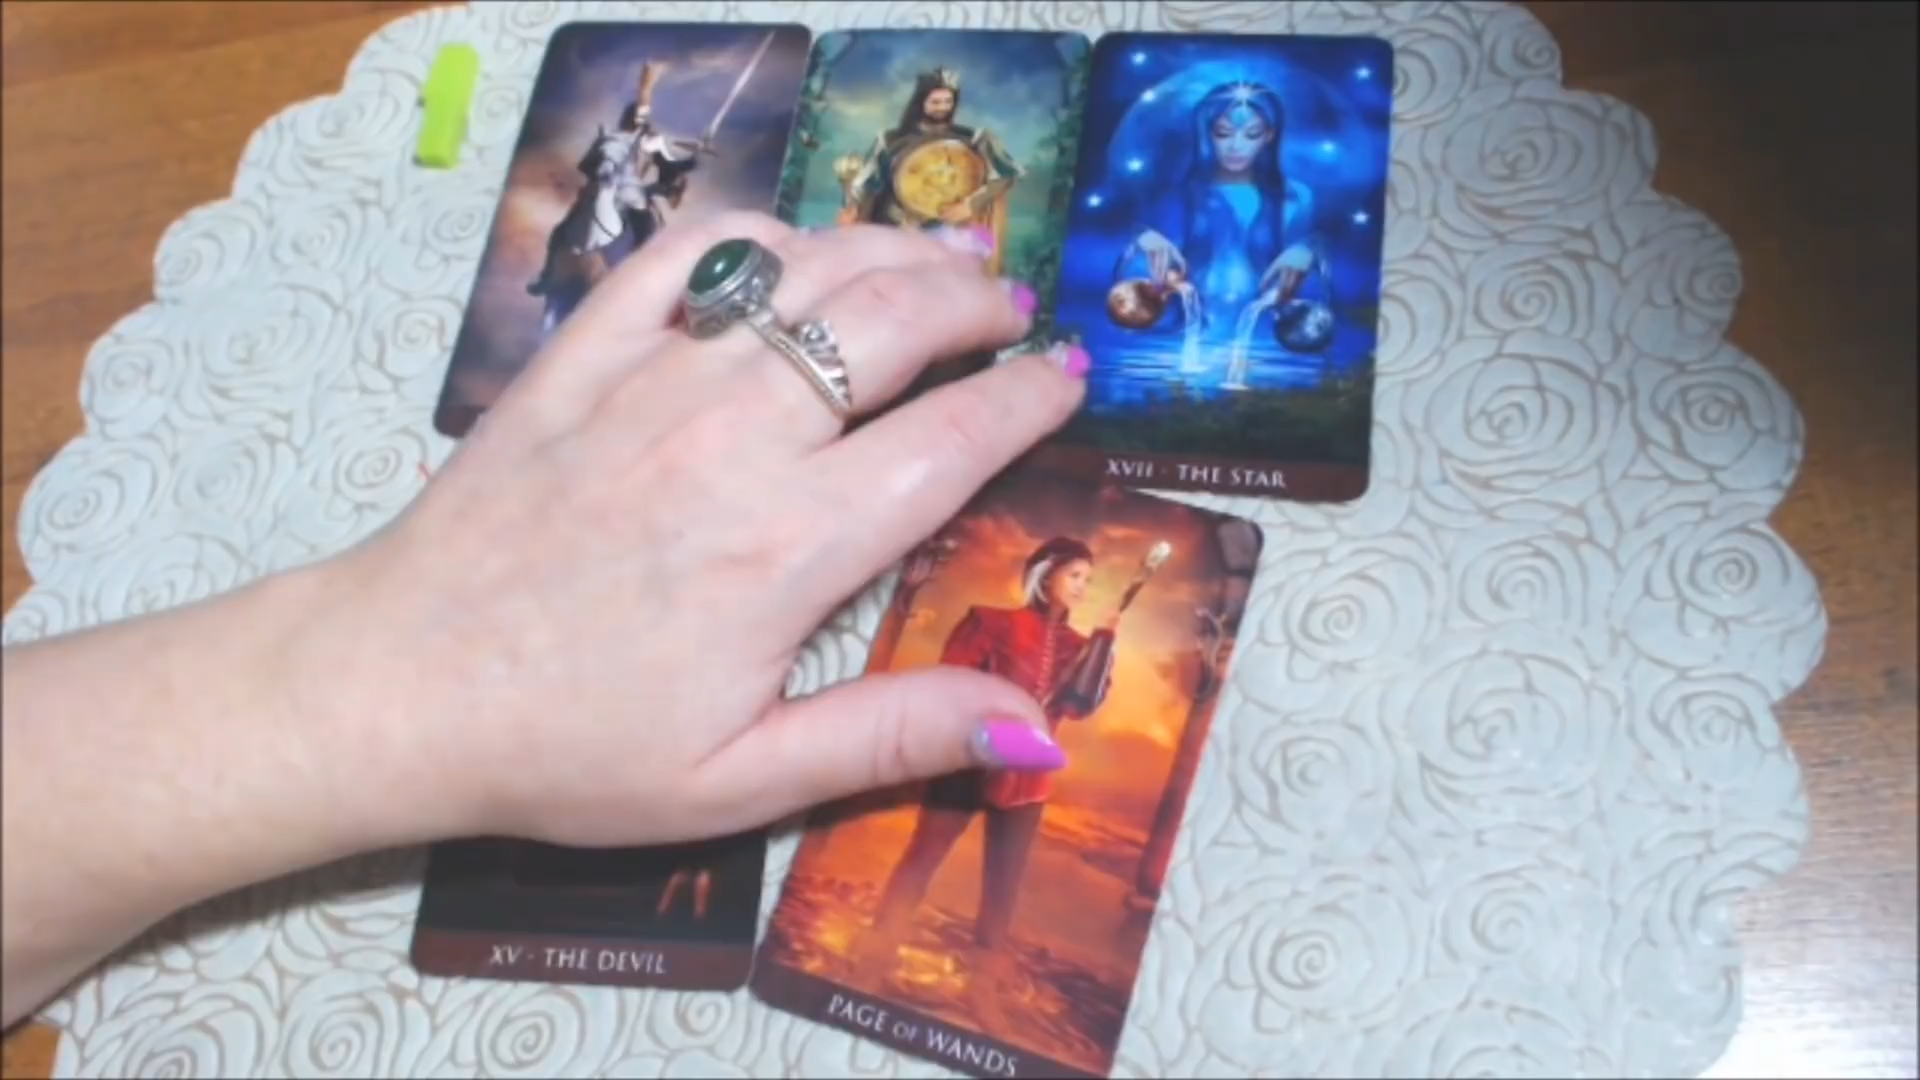 XVII · THE STAR
XV · THE DEVIL
PAGE OF WANDS